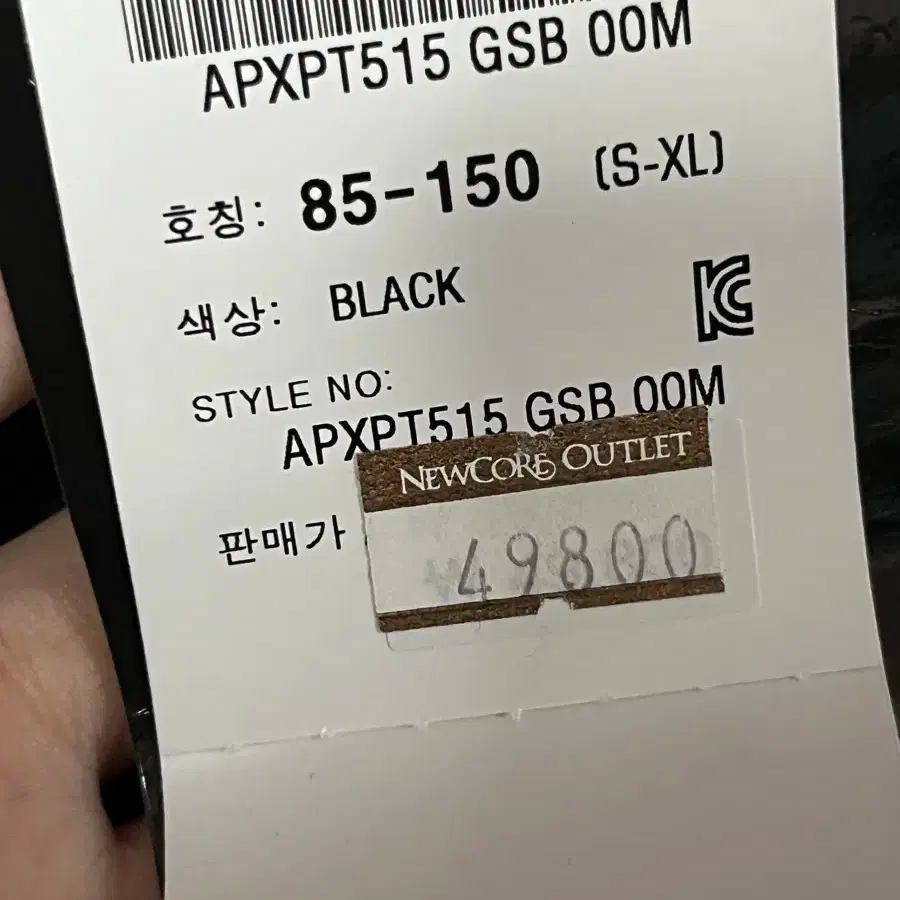 APXPT515 GSB 00M
호칭: 85-150 (S-XL)
색상: BLACK
KC
STYLE NO:
APXPT515 GSB 00M
NEWCORE OUTLET
판매가 49800